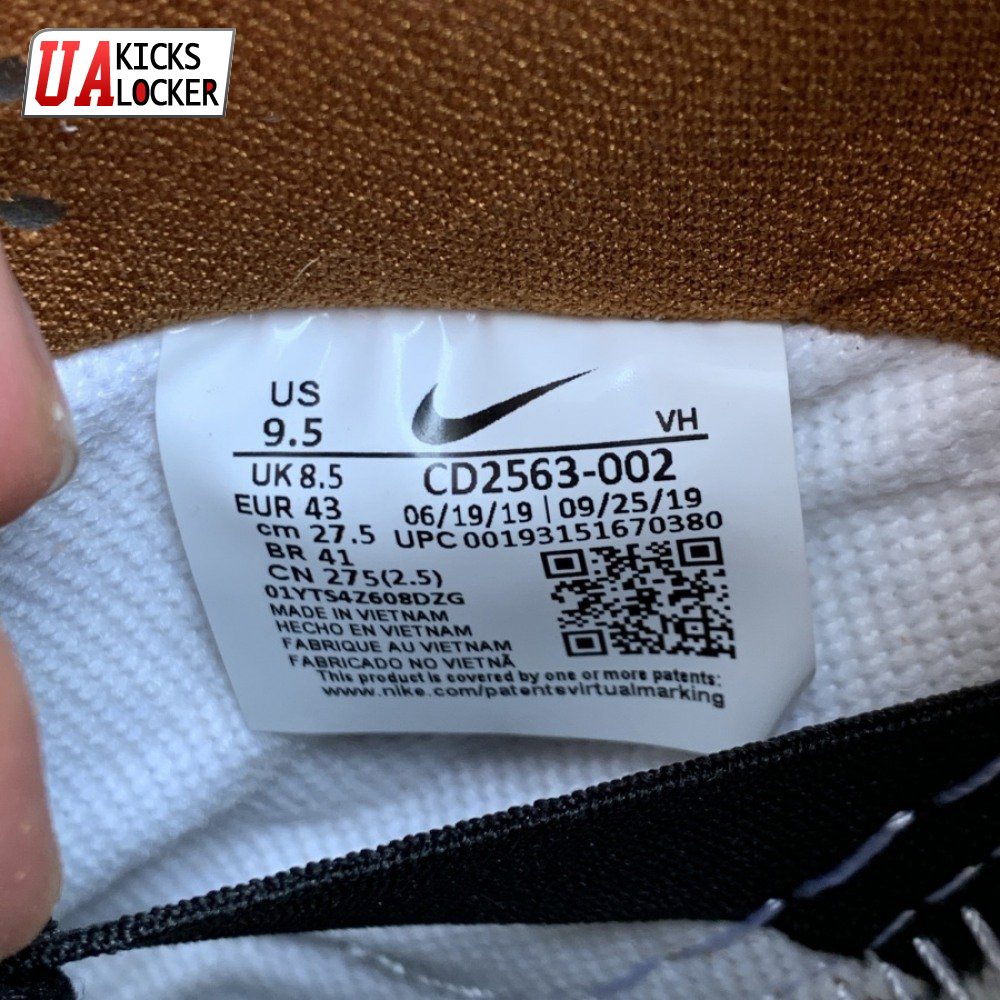 UA KICKS
LOCKER
US
9.5
VH
UK 8.5
CD2563-002
EUR 43
06/19/19 | 09/25/19
cm 27.5
UPC 00193151670380
BR 41
CN 275(2.5)
01YTS4Z608DZG
MADE IN VIETNAM
HECHO EN VIETNAM
FABRIQUE AU VIETNAM
FABRICADO NO VIETNÃ
This product is covered by one or more patents:
www.nike.com/patentsvirtualmarking